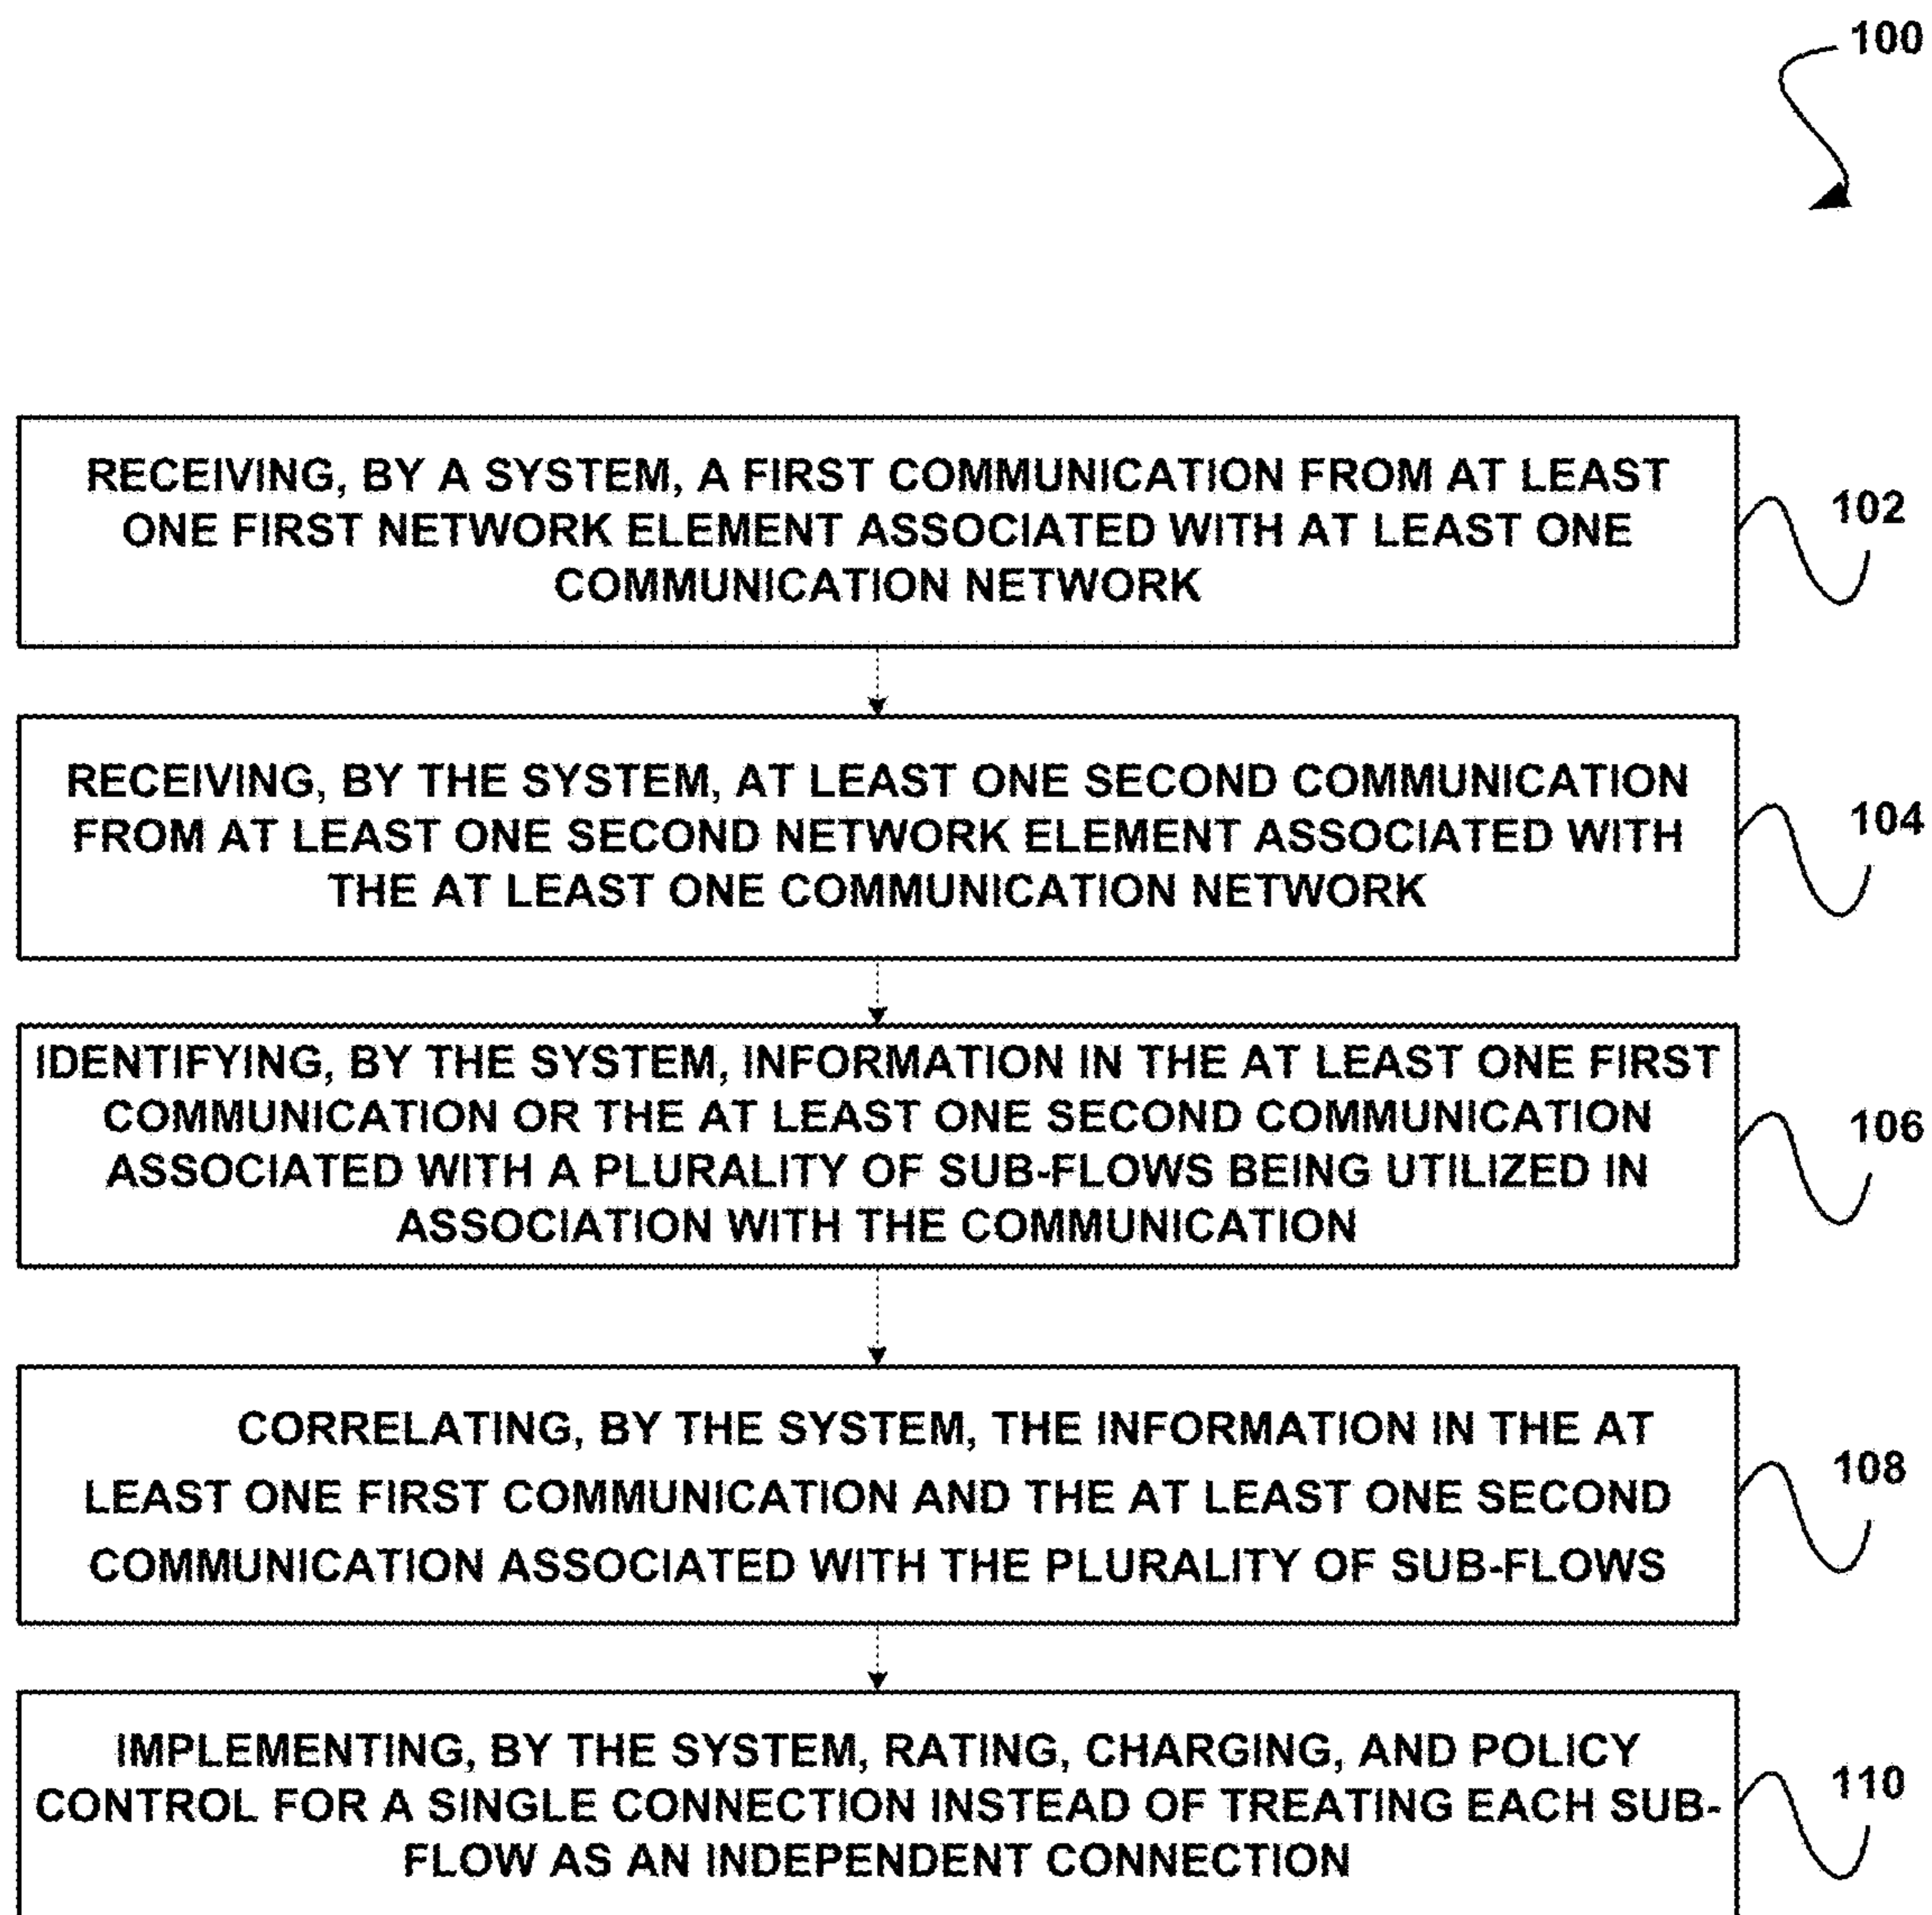 100
RECEIVING, BY A SYSTEM, A FIRST COMMUNICATION FROM AT LEAST
ONE FIRST NETWORK ELEMENT ASSOCIATED WITH AT LEAST ONE
COMMUNICATION NETWORK
102
RECEIVING, BY THE SYSTEM, AT LEAST ONE SECOND COMMUNICATION
FROM AT LEAST ONE SECOND NETWORK ELEMENT ASSOCIATED WITH
THE AT LEAST ONE COMMUNICATION NETWORK
104
IDENTIFYING, BY THE SYSTEM, INFORMATION IN THE AT LEAST ONE FIRST
COMMUNICATION OR THE AT LEAST ONE SECOND COMMUNICATION
ASSOCIATED WITH A PLURALITY OF SUB-FLOWS BEING UTILIZED IN
ASSOCIATION WITH THE COMMUNICATION
106
CORRELATING, BY THE SYSTEM, THE INFORMATION IN THE AT
LEAST ONE FIRST COMMUNICATION AND THE AT LEAST ONE SECOND
COMMUNICATION ASSOCIATED WITH THE PLURALITY OF SUB-FLOWS
108
IMPLEMENTING, BY THE SYSTEM, RATING, CHARGING, AND POLICY
CONTROL FOR A SINGLE CONNECTION INSTEAD OF TREATING EACH SUB-
FLOW AS AN INDEPENDENT CONNECTION
110